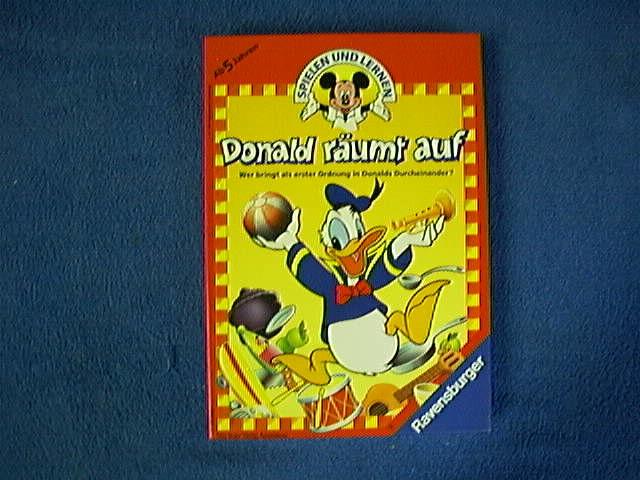 Ab 5 Jahren
SPIELEN UND LERNEN
Donald räumt auf
Wer bringt als erster Ordnung in Donalds Durcheinander?
Ravensburger